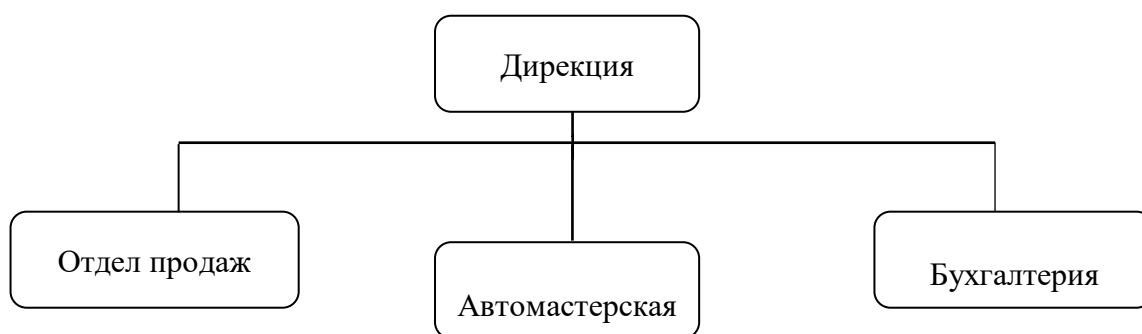 Дирекция
Отдел продаж
Автомастерская
Бухгалтерия